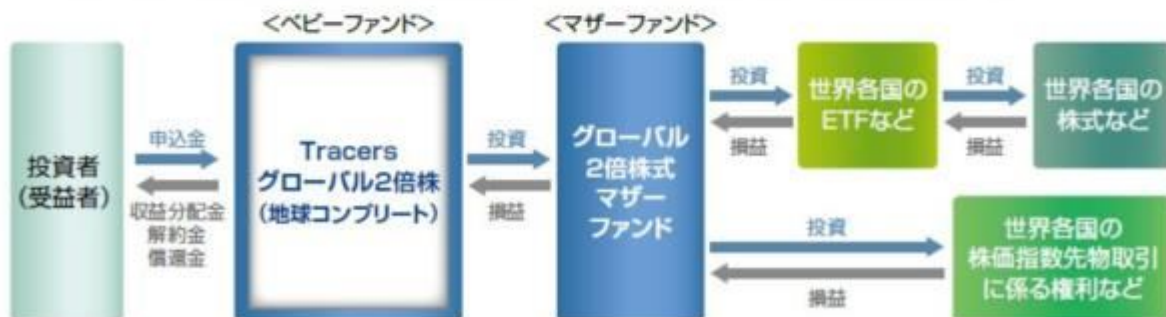 <ベビーファンド>
<マザーファンド>
投資者
(受益者)
申込金
収益分配金
解約金
償還金
Tracers
グローバル2倍株
(地球コンプリート)
投資
損益
グローバル
2倍株式
マザー
ファンド
投資
損益
世界各国の
ETFなど
投資
損益
世界各国の
株式など
投資
損益
世界各国の
株価指数先物取引
に係る権利など